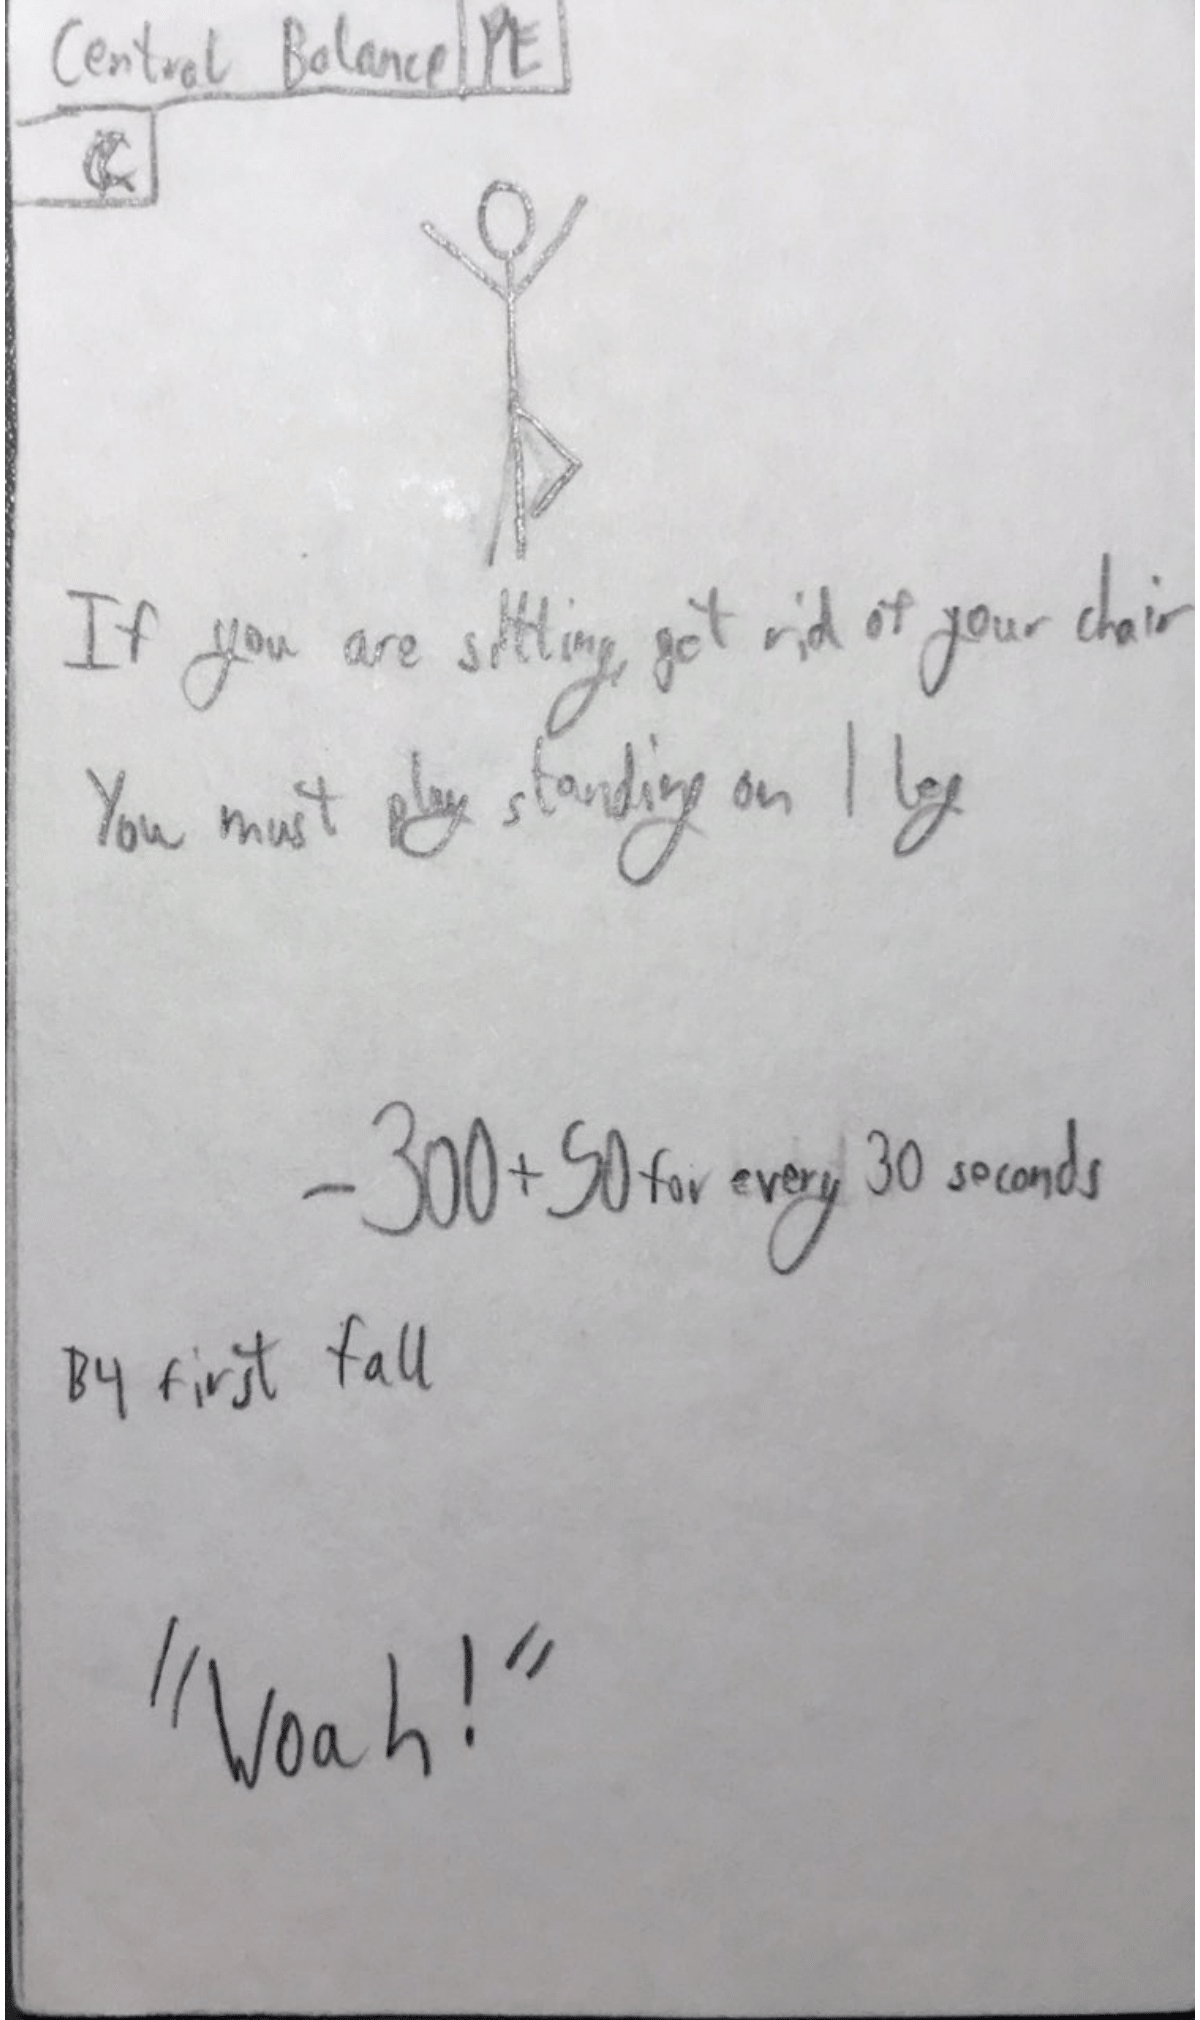 Central Balance PE
C
If you are sitting, get rid of your chair
You must play standing on 1 leg
-300+50 for every 30 seconds
By first fall
"Woah!"